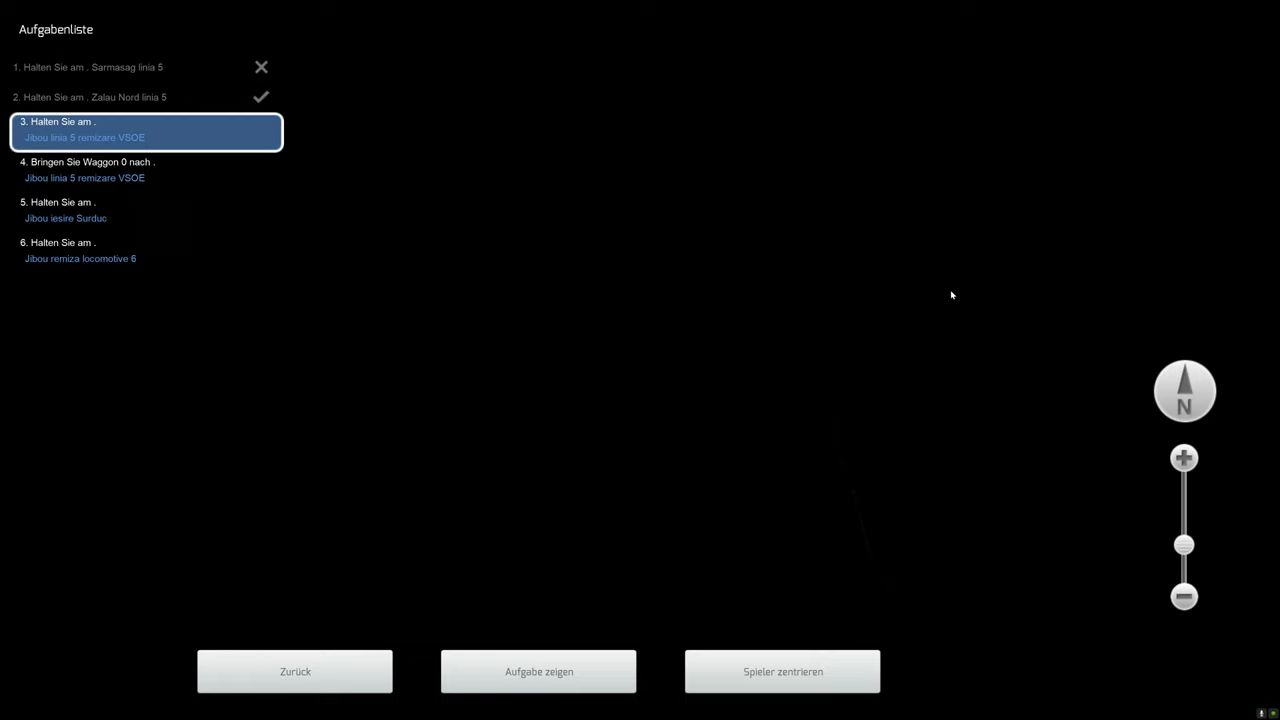 Aufgabenliste
1. Halten Sie am . Sarmasag linia 5
2. Halten Sie am . Zalau Nord linia 5
3. Halten Sie am .
Jibou linia 5 remizare VSOE
4. Bringen Sie Waggon 0 nach .
Jibou linia 5 remizare VSOE
5. Halten Sie am .
Jibou iesire Surduc
6. Halten Sie am .
Jibou remiza locomotive 6
N
Zurück
Aufgabe zeigen
Spieler zentrieren